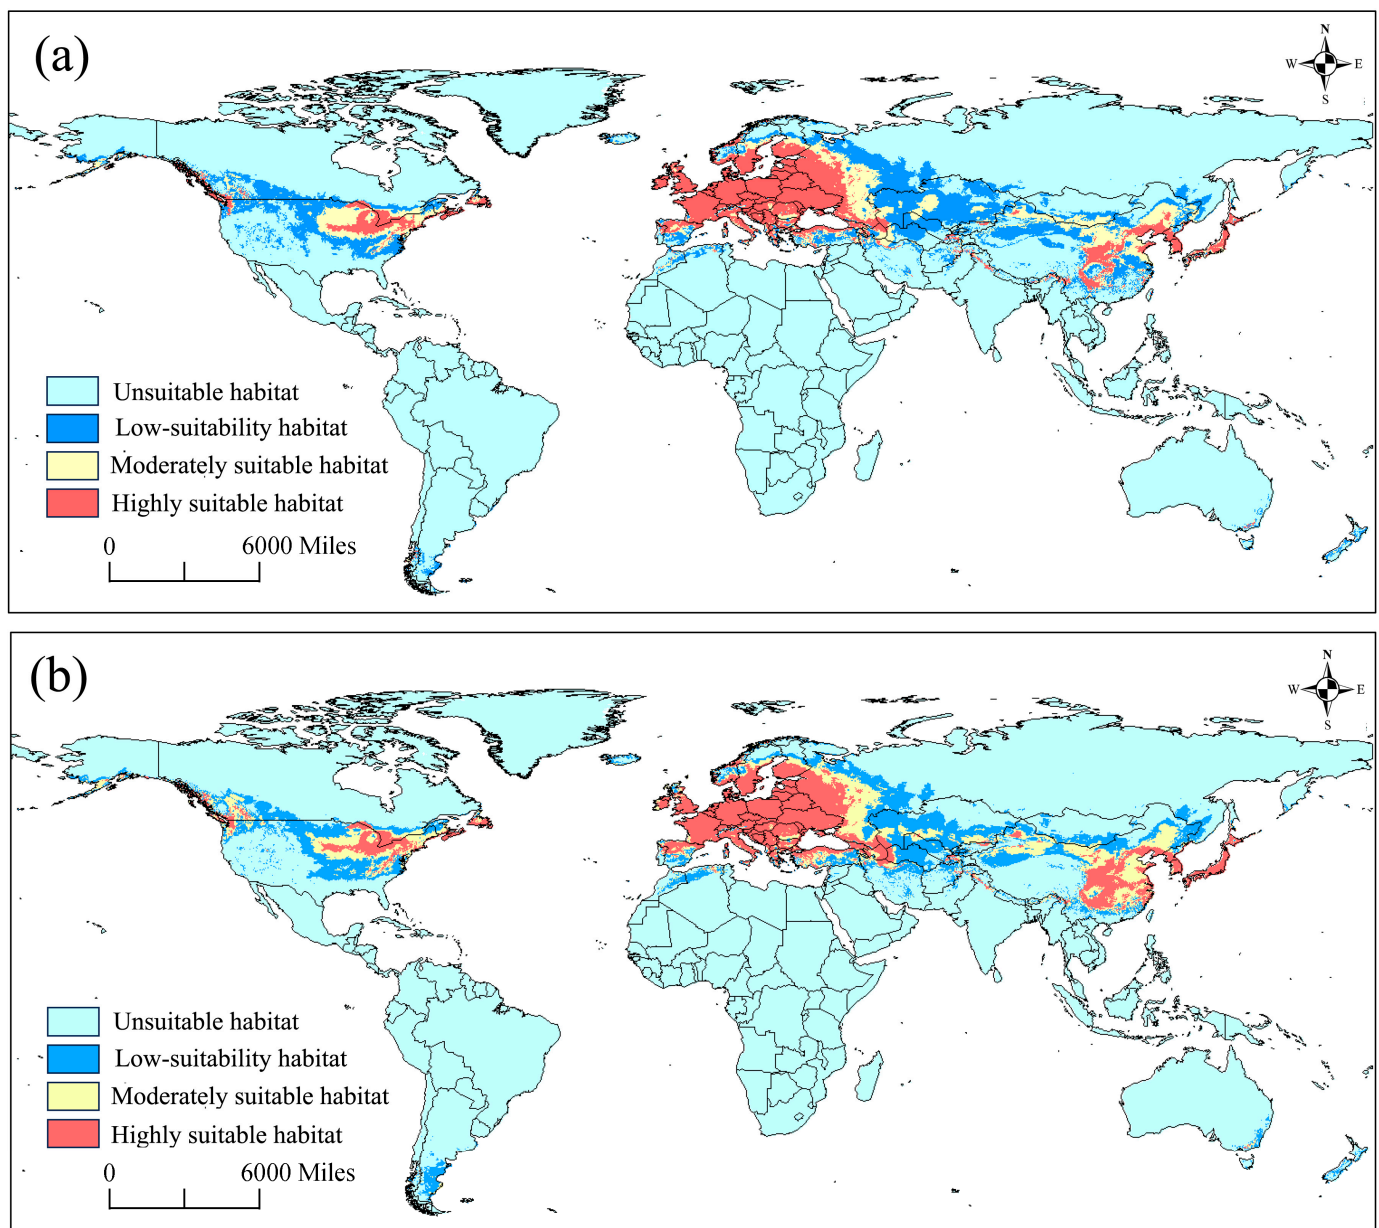 (a)
N
W E
S
Unsuitable habitat
Low-suitability habitat
Moderately suitable habitat
Highly suitable habitat
0 6000 Miles
(b)
N
W E
S
Unsuitable habitat
Low-suitability habitat
Moderately suitable habitat
Highly suitable habitat
0 6000 Miles